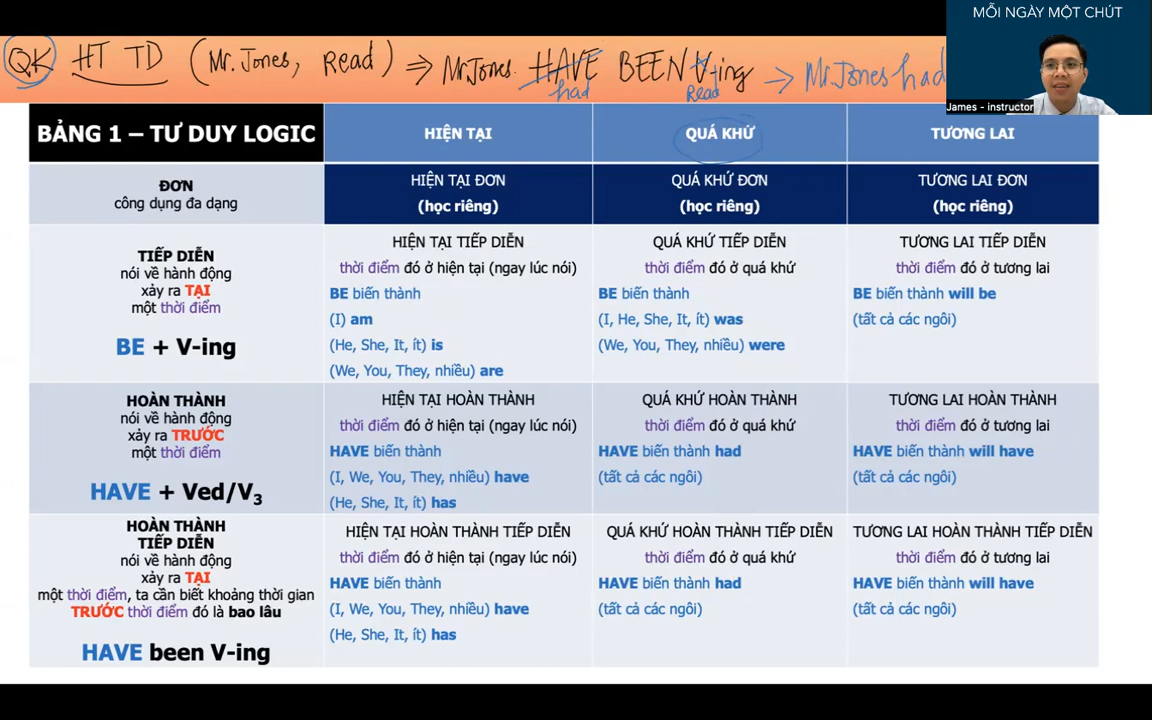 MỖI NGÀY MỘT CHÚT
QK HT TD (Mr. Jones, Read) ⇒ Mr Jones. HAVE BEEN V+ing → Mr. Jones had
had Read
James - instructor
BẢNG 1 – TƯ DUY LOGIC
HIỆN TẠI
QUÁ KHỨ
TƯƠNG LAI
ĐƠN
công dụng đa dạng
HIỆN TẠI ĐƠN
(học riêng)
QUÁ KHỨ ĐƠN
(học riêng)
TƯƠNG LAI ĐƠN
(học riêng)
TIẾP DIỄN
nói về hành động
xảy ra TẠI
một thời điểm
BE + V-ing
HIỆN TẠI TIẾP DIỄN
thời điểm đó ở hiện tại (ngay lúc nói)
BE biến thành
(I) am
(He, She, It, ít) is
(We, You, They, nhiều) are
QUÁ KHỨ TIẾP DIỄN
thời điểm đó ở quá khứ
BE biến thành
(I, He, She, It, ít) was
(We, You, They, nhiều) were
TƯƠNG LAI TIẾP DIỄN
thời điểm đó ở tương lai
BE biến thành will be
(tất cả các ngôi)
HOÀN THÀNH
nói về hành động
xảy ra TRƯỚC
một thời điểm
HAVE + Ved/V3
HIỆN TẠI HOÀN THÀNH
thời điểm đó ở hiện tại (ngay lúc nói)
HAVE biến thành
(I, We, You, They, nhiều) have
(He, She, It, ít) has
QUÁ KHỨ HOÀN THÀNH
thời điểm đó ở quá khứ
HAVE biến thành had
(tất cả các ngôi)
TƯƠNG LAI HOÀN THÀNH
thời điểm đó ở tương lai
HAVE biến thành will have
(tất cả các ngôi)
HOÀN THÀNH
TIẾP DIỄN
nói về hành động
xảy ra TẠI
một thời điểm, ta cần biết khoảng thời gian
TRƯỚC thời điểm đó là bao lâu
HAVE been V-ing
HIỆN TẠI HOÀN THÀNH TIẾP DIỄN
thời điểm đó ở hiện tại (ngay lúc nói)
HAVE biến thành
(I, We, You, They, nhiều) have
(He, She, It, ít) has
QUÁ KHỨ HOÀN THÀNH TIẾP DIỄN
thời điểm đó ở quá khứ
HAVE biến thành had
(tất cả các ngôi)
TƯƠNG LAI HOÀN THÀNH TIẾP DIỄN
thời điểm đó ở tương lai
HAVE biến thành will have
(tất cả các ngôi)